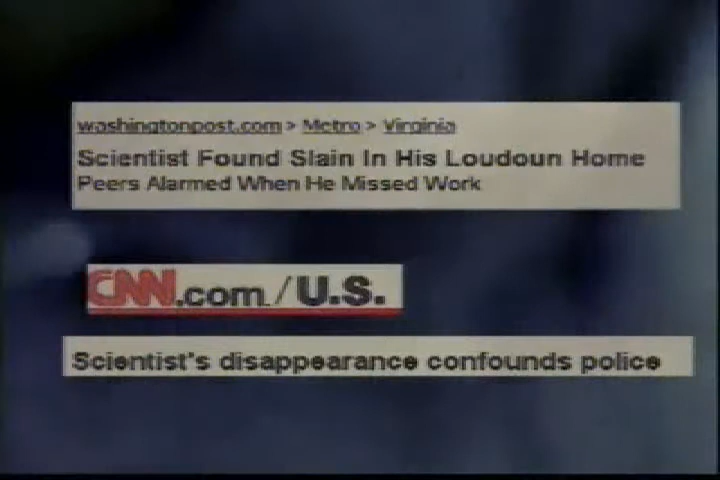 washingtonpost.com > Metro > Virginia
Scientist Found Slain In His Loudoun Home
Peers Alarmed When He Missed Work
CNN.com/U.S.
Scientist's disappearance confounds police